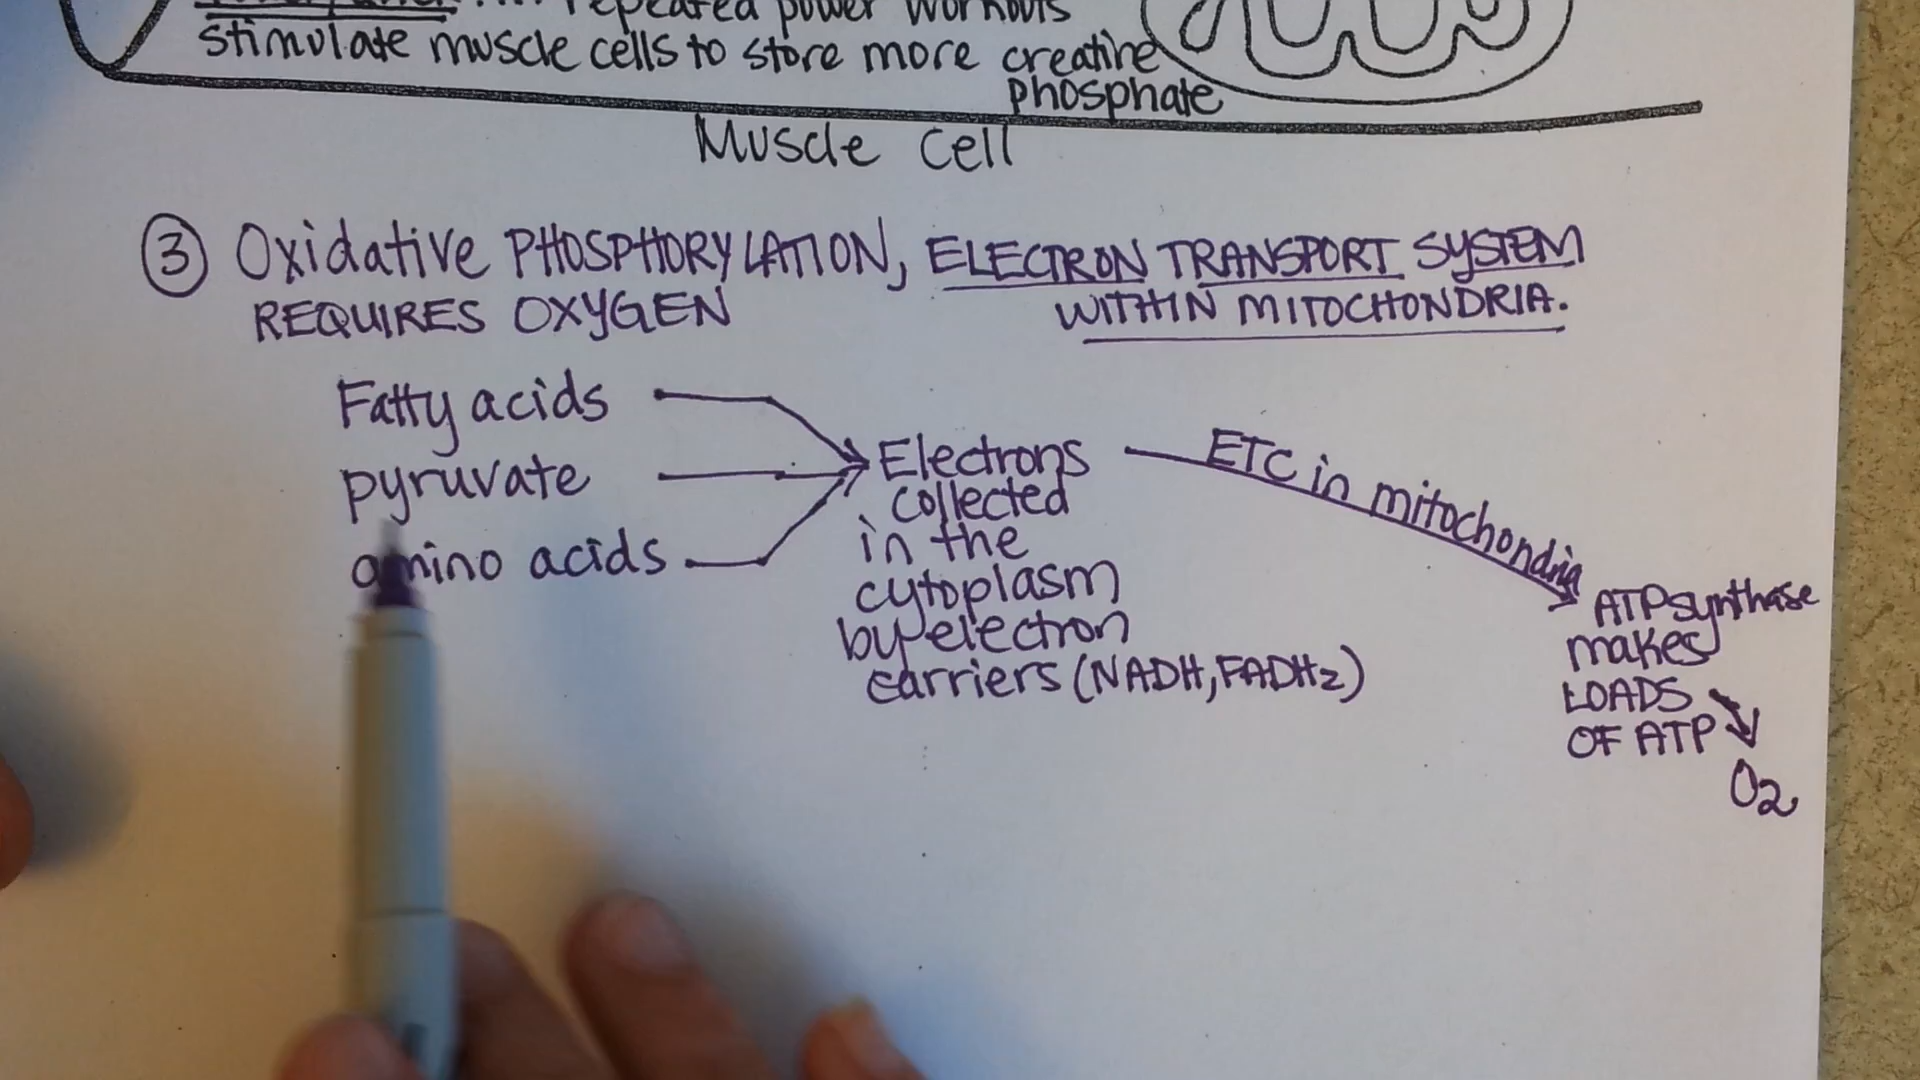 repeated power workouts
stimulate muscle cells to store more creatine
phosphate
Muscle Cell
③ Oxidative PHOSPHORYLATION, ELECTRON TRANSPORT SYSTEM
REQUIRES OXYGEN
WITHIN MITOCHONDRIA.
Fatty acids
pyruvate
amino acids
Electrons
collected
in the
cytoplasm
by electron
carriers (NADH, FADH2)
ETC in mitochondria
ATP synthase
makes
LOADS
OF ATP
O2